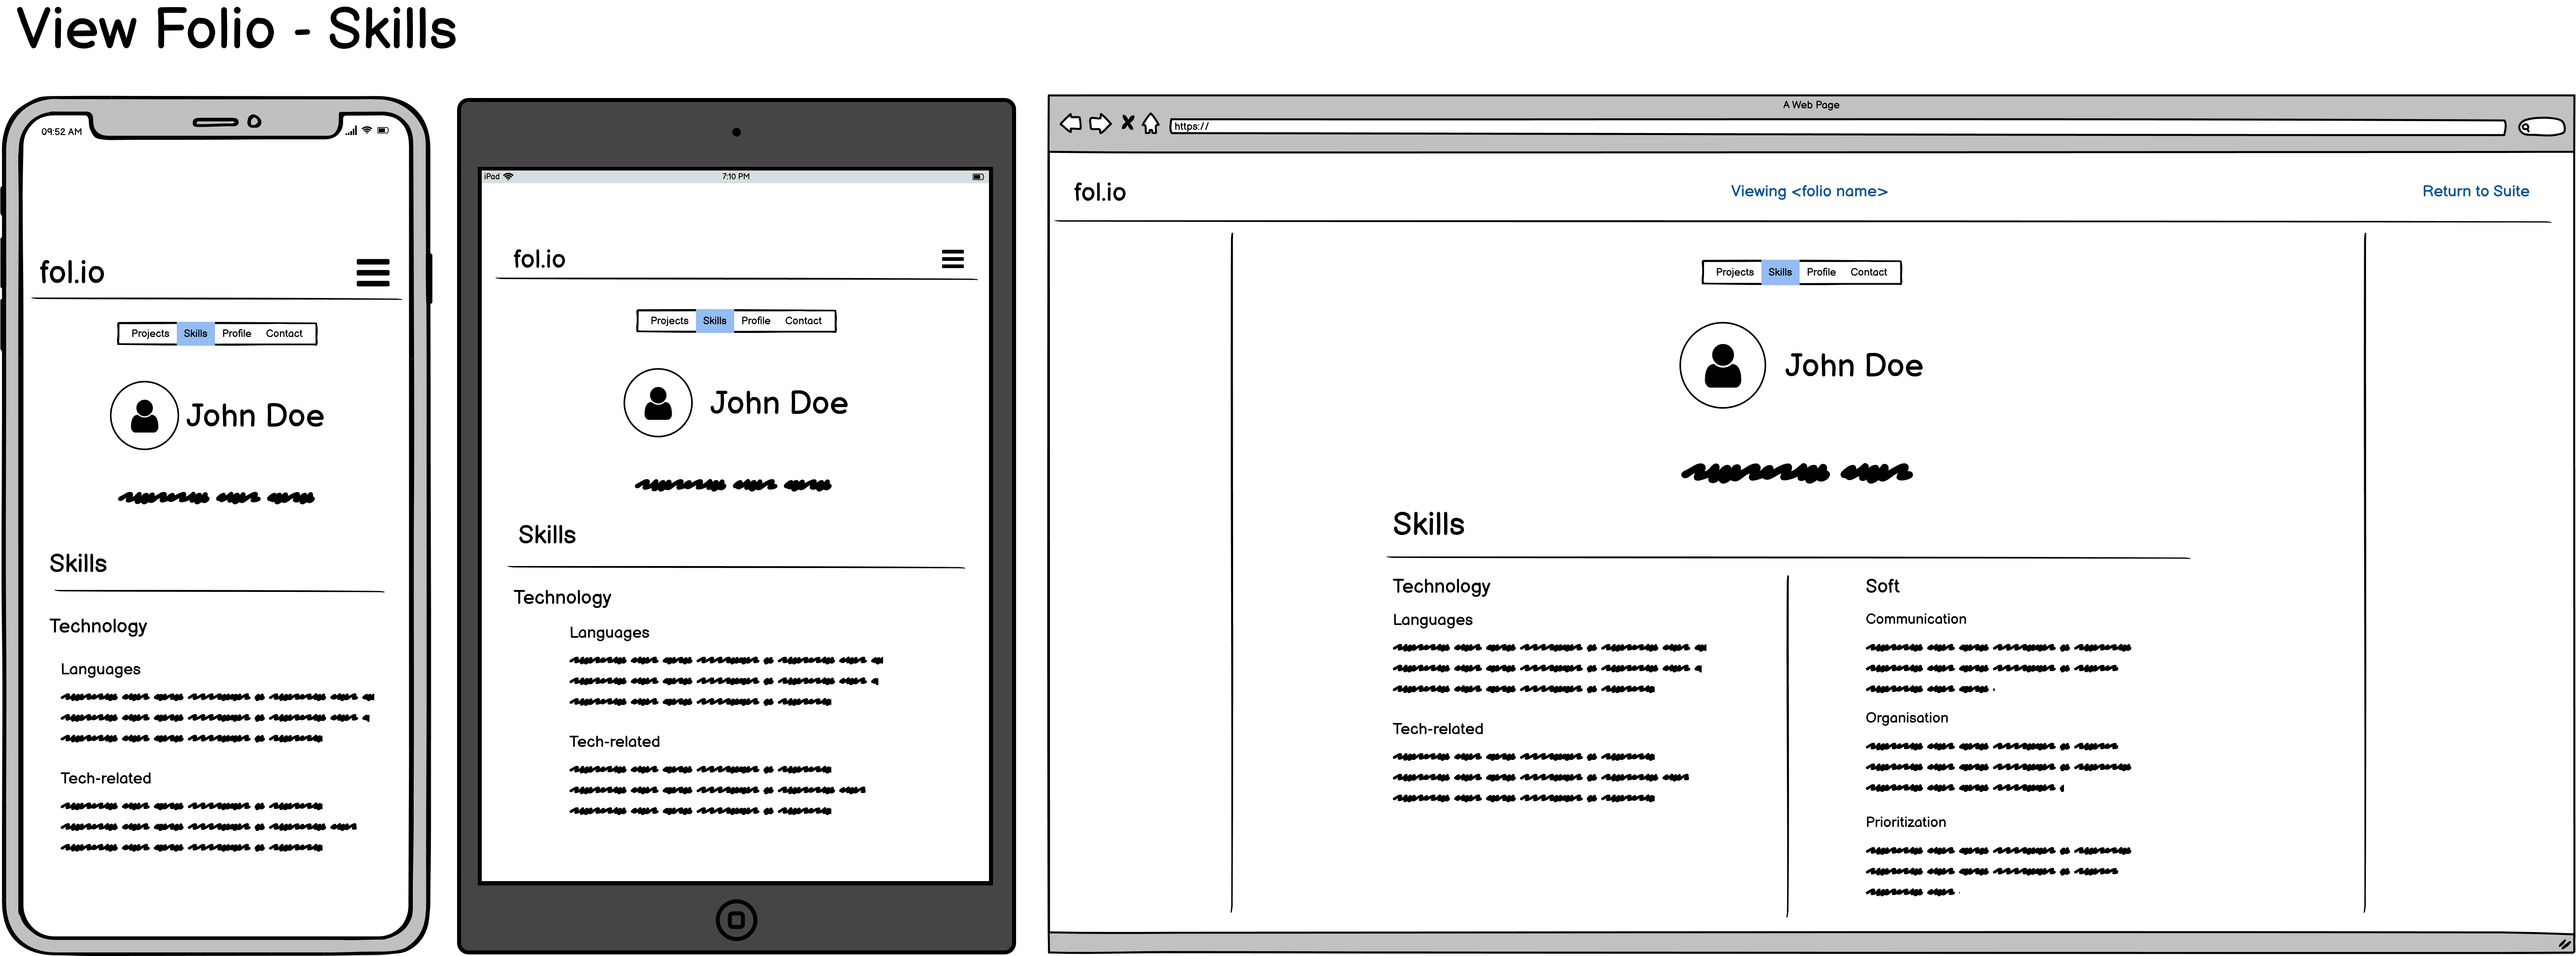 View Folio - Skills
09:52 AM
fol.io
Projects Skills Profile Contact
John Doe
Skills
Technology
Languages
Tech-related
iPad 7:10 PM
fol.io
Projects Skills Profile Contact
John Doe
Skills
Technology
Languages
Tech-related
A Web Page
https://
fol.io Viewing <folio name> Return to Suite
Projects Skills Profile Contact
John Doe
Skills
Technology
Languages
Tech-related
Soft
Communication
Organisation
Prioritization